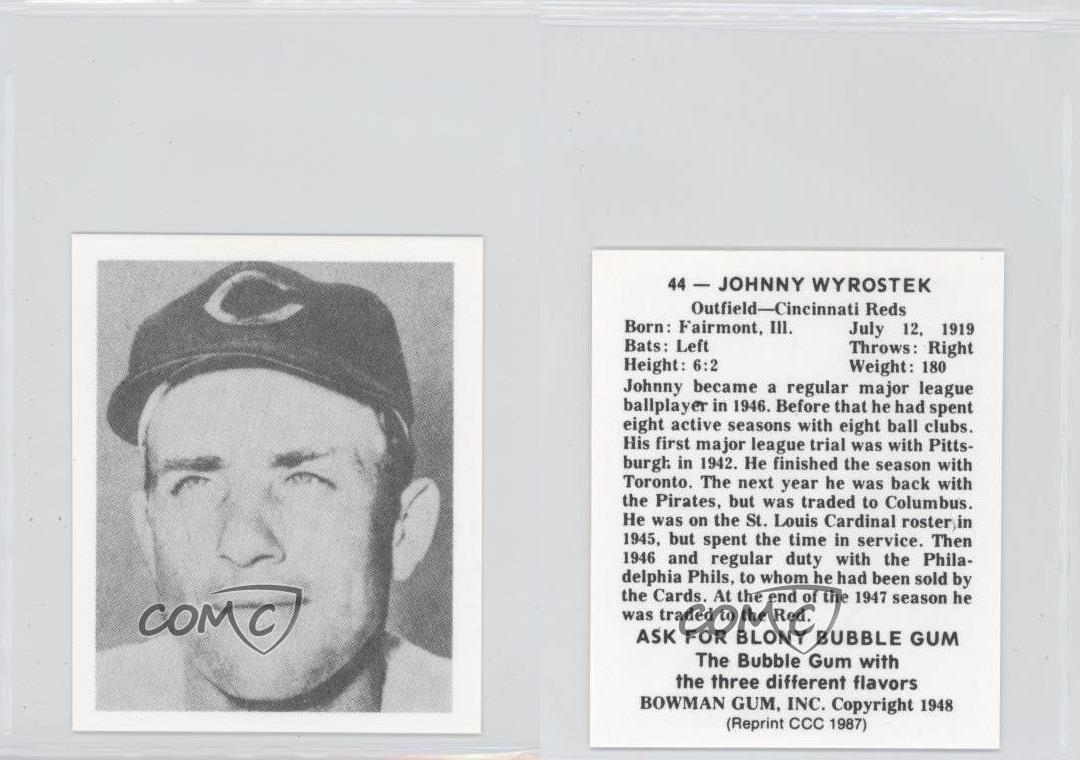 C
COMC
44 — JOHNNY WYROSTEK
Outfield—Cincinnati Reds
Born: Fairmont, Ill. July 12, 1919
Bats: Left Throws: Right
Height: 6:2 Weight: 180
Johnny became a regular major league
ballplayer in 1946. Before that he had spent
eight active seasons with eight ball clubs.
His first major league trial was with Pitts-
burgh in 1942. He finished the season with
Toronto. The next year he was back with
the Pirates, but was traded to Columbus.
He was on the St. Louis Cardinal roster in
1945, but spent the time in service. Then
1946 and regular duty with the Phila-
delphia Phils, to whom he had been sold by
the Cards. At the end of the 1947 season he
was traded to the Red.
COMC
ASK FOR BLONY BUBBLE GUM
The Bubble Gum with
the three different flavors
BOWMAN GUM, INC. Copyright 1948
(Reprint CCC 1987)